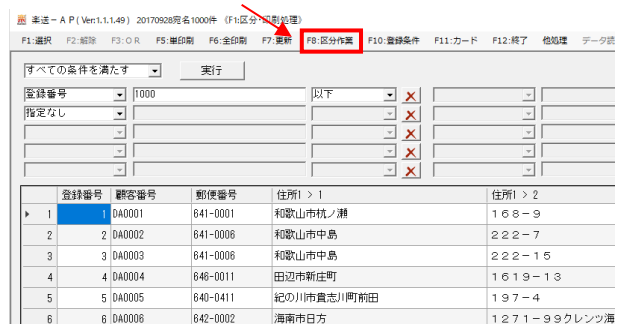 楽送-AP(Ver:1.1.1.49) 20170928宛名1000件 《F1:区分・印刷処理》
F1:選択 F2:解除 F3:OR F5:単印刷 F6:全印刷 F7:更新 F8:区分作業 F10:登録条件 F11:カード F12:終了 他処理 データ読
すべての条件を満たす 実行
登録番号 1000 以下
指定なし
登録番号 顧客番号 郵便番号 住所1 > 1 住所1 > 2
1 1 DA0001 641-0001 和歌山市杭ノ瀬 168-9
2 2 DA0002 641-0006 和歌山市中島 222-7
3 3 DA0003 641-0006 和歌山市中島 222-15
4 4 DA0004 646-0011 田辺市新庄町 1619-13
5 5 DA0005 640-0411 紀の川市貴志川町前田 197-4
6 6 DA0006 642-0002 海南市日方 1271-99クレンツ海